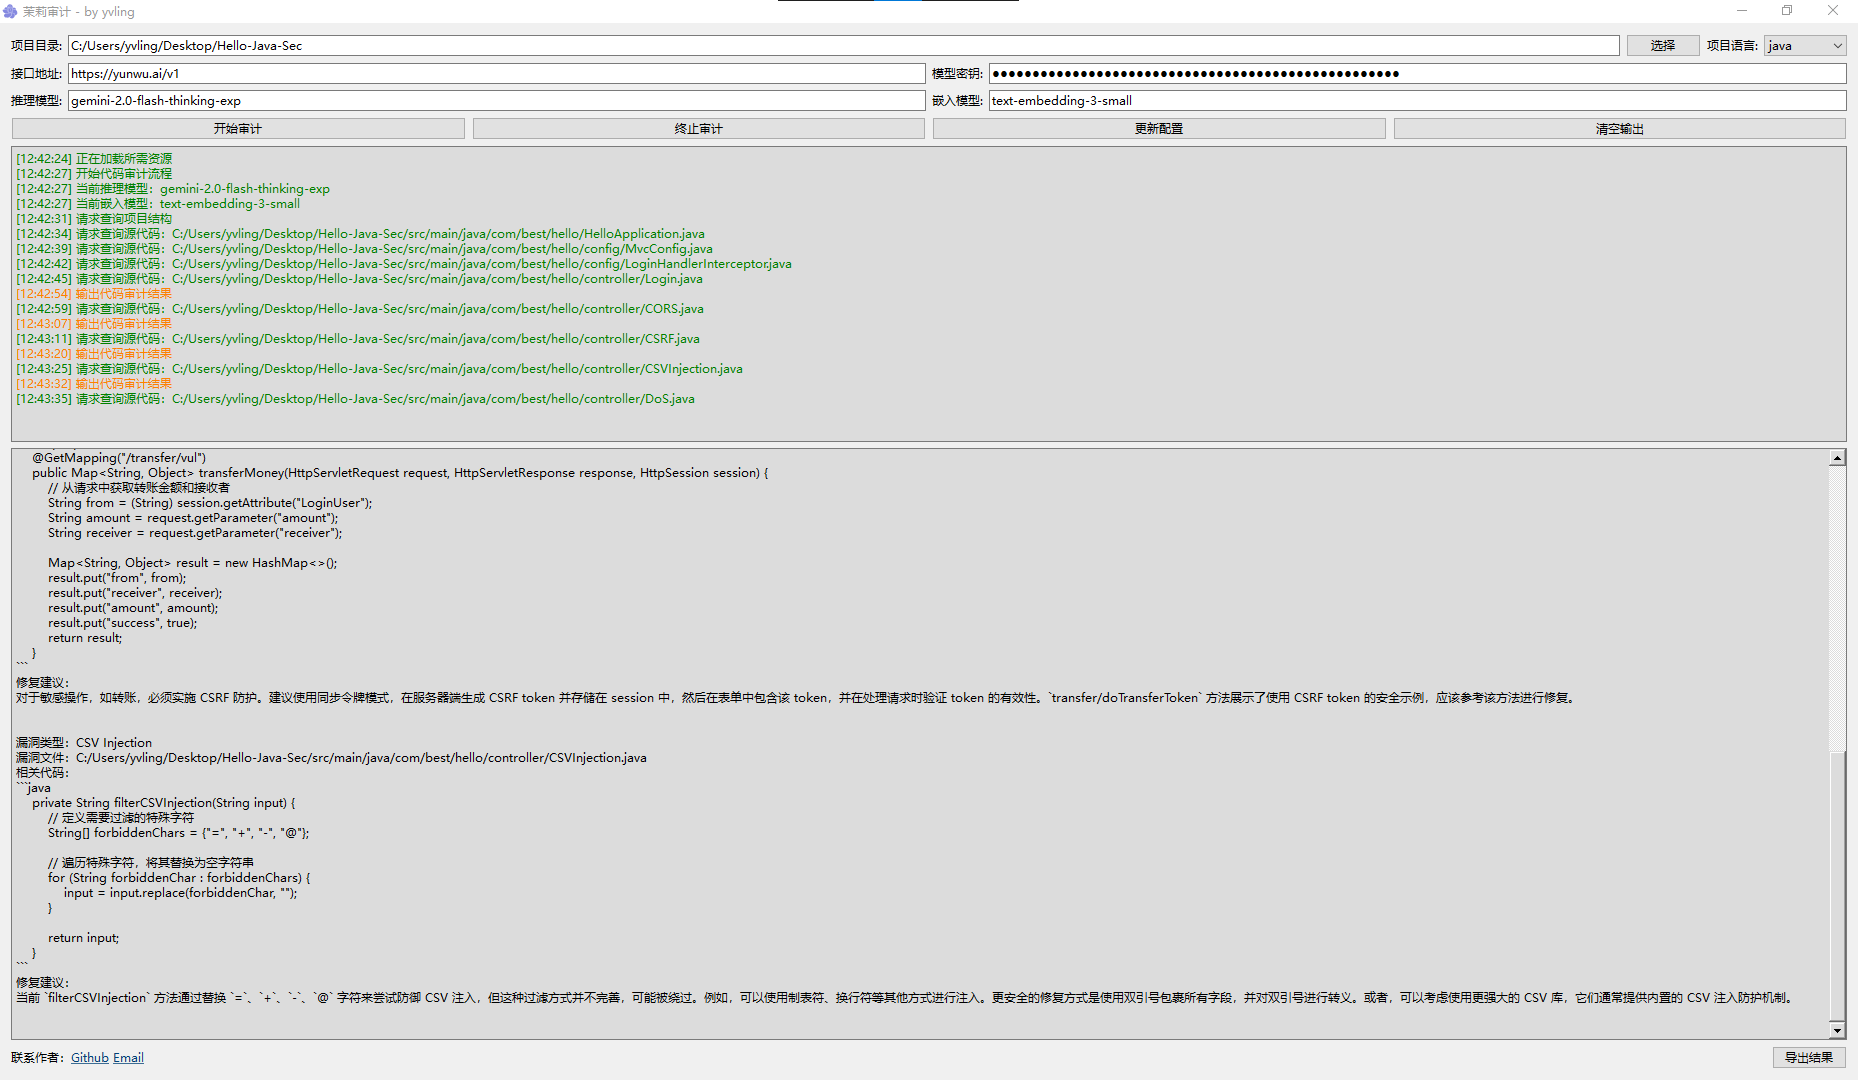 茉莉审计 - by yvling
项目目录: C:/Users/yvling/Desktop/Hello-Java-Sec 选择 项目语言: java
接口地址: https://yunwu.ai/v1 模型密钥: ●●●●●●●●●●●●●●●●●●●●●●●●●●●●●●●●●●●●●●●●●●●●●●●●●●●
推理模型: gemini-2.0-flash-thinking-exp 嵌入模型: text-embedding-3-small
开始审计 终止审计 更新配置 清空输出
[12:42:24] 正在加载所需资源
[12:42:27] 开始代码审计流程
[12:42:27] 当前推理模型：gemini-2.0-flash-thinking-exp
[12:42:27] 当前嵌入模型：text-embedding-3-small
[12:42:31] 请求查询项目结构
[12:42:34] 请求查询源代码：C:/Users/yvling/Desktop/Hello-Java-Sec/src/main/java/com/best/hello/HelloApplication.java
[12:42:39] 请求查询源代码：C:/Users/yvling/Desktop/Hello-Java-Sec/src/main/java/com/best/hello/config/MvcConfig.java
[12:42:42] 请求查询源代码：C:/Users/yvling/Desktop/Hello-Java-Sec/src/main/java/com/best/hello/config/LoginHandlerInterceptor.java
[12:42:45] 请求查询源代码：C:/Users/yvling/Desktop/Hello-Java-Sec/src/main/java/com/best/hello/controller/Login.java
[12:42:54] 输出代码审计结果
[12:42:59] 请求查询源代码：C:/Users/yvling/Desktop/Hello-Java-Sec/src/main/java/com/best/hello/controller/CORS.java
[12:43:07] 输出代码审计结果
[12:43:11] 请求查询源代码：C:/Users/yvling/Desktop/Hello-Java-Sec/src/main/java/com/best/hello/controller/CSRF.java
[12:43:20] 输出代码审计结果
[12:43:25] 请求查询源代码：C:/Users/yvling/Desktop/Hello-Java-Sec/src/main/java/com/best/hello/controller/CSVInjection.java
[12:43:32] 输出代码审计结果
[12:43:35] 请求查询源代码：C:/Users/yvling/Desktop/Hello-Java-Sec/src/main/java/com/best/hello/controller/DoS.java
@GetMapping("/transfer/vul")
public Map<String, Object> transferMoney(HttpServletRequest request, HttpServletResponse response, HttpSession session) {
// 从请求中获取转账金额和接收者
String from = (String) session.getAttribute("LoginUser");
String amount = request.getParameter("amount");
String receiver = request.getParameter("receiver");
Map<String, Object> result = new HashMap<>();
result.put("from", from);
result.put("receiver", receiver);
result.put("amount", amount);
result.put("success", true);
return result;
}
```
修复建议：
对于敏感操作，如转账，必须实施 CSRF 防护。建议使用同步令牌模式，在服务器端生成 CSRF token 并存储在 session 中，然后在表单中包含该 token，并在处理请求时验证 token 的有效性。`transfer/doTransferToken` 方法展示了使用 CSRF token 的安全示例，应该参考该方法进行修复。
漏洞类型：CSV Injection
漏洞文件：C:/Users/yvling/Desktop/Hello-Java-Sec/src/main/java/com/best/hello/controller/CSVInjection.java
相关代码：
```java
private String filterCSVInjection(String input) {
// 定义需要过滤的特殊字符
String[] forbiddenChars = {"=", "+", "-", "@"};
// 遍历特殊字符，将其替换为空字符串
for (String forbiddenChar : forbiddenChars) {
input = input.replace(forbiddenChar, "");
}
return input;
}
```
修复建议：
当前 `filterCSVInjection` 方法通过替换 `=`、`+`、`-`、`@` 字符来尝试防御 CSV 注入，但这种过滤方式并不完善，可能被绕过。例如，可以使用制表符、换行符等其他方式进行注入。更安全的修复方式是使用双引号包裹所有字段，并对双引号进行转义。或者，可以考虑使用更强大的 CSV 库，它们通常提供内置的 CSV 注入防护机制。
联系作者： Github Email 导出结果